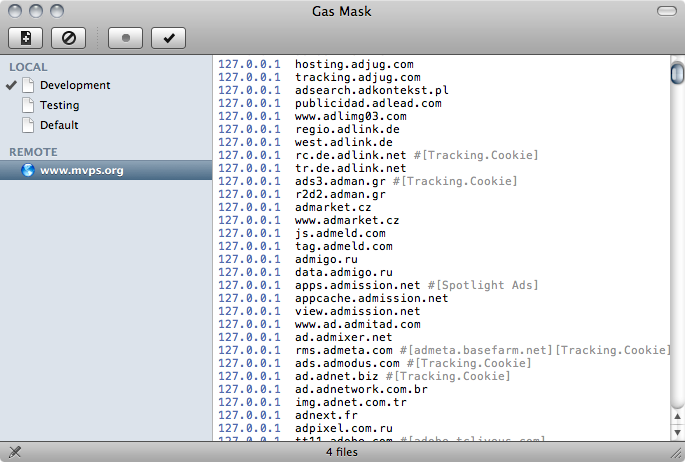 Gas Mask
LOCAL
Development
Testing
Default
REMOTE
www.mvps.org
127.0.0.1 hosting.adjug.com
127.0.0.1 tracking.adjug.com
127.0.0.1 adsearch.adkontekst.pl
127.0.0.1 publicidad.adlead.com
127.0.0.1 www.adlimg03.com
127.0.0.1 regio.adlink.de
127.0.0.1 west.adlink.de
127.0.0.1 rc.de.adlink.net #[Tracking.Cookie]
127.0.0.1 tr.de.adlink.net
127.0.0.1 ads3.adman.gr #[Tracking.Cookie]
127.0.0.1 r2d2.adman.gr
127.0.0.1 admarket.cz
127.0.0.1 www.admarket.cz
127.0.0.1 js.admeld.com
127.0.0.1 tag.admeld.com
127.0.0.1 admigo.ru
127.0.0.1 data.admigo.ru
127.0.0.1 apps.admission.net #[Spotlight Ads]
127.0.0.1 appcache.admission.net
127.0.0.1 view.admission.net
127.0.0.1 www.ad.admitad.com
127.0.0.1 ad.admixer.net
127.0.0.1 rms.admeta.com #[admeta.basefarm.net][Tracking.Cookie]
127.0.0.1 ads.admodus.com #[Tracking.Cookie]
127.0.0.1 ad.adnet.biz #[Tracking.Cookie]
127.0.0.1 ad.adnetwork.com.br
127.0.0.1 img.adnet.com.tr
127.0.0.1 adnext.fr
127.0.0.1 adpixel.com.ru
127.0.0.1
4 files